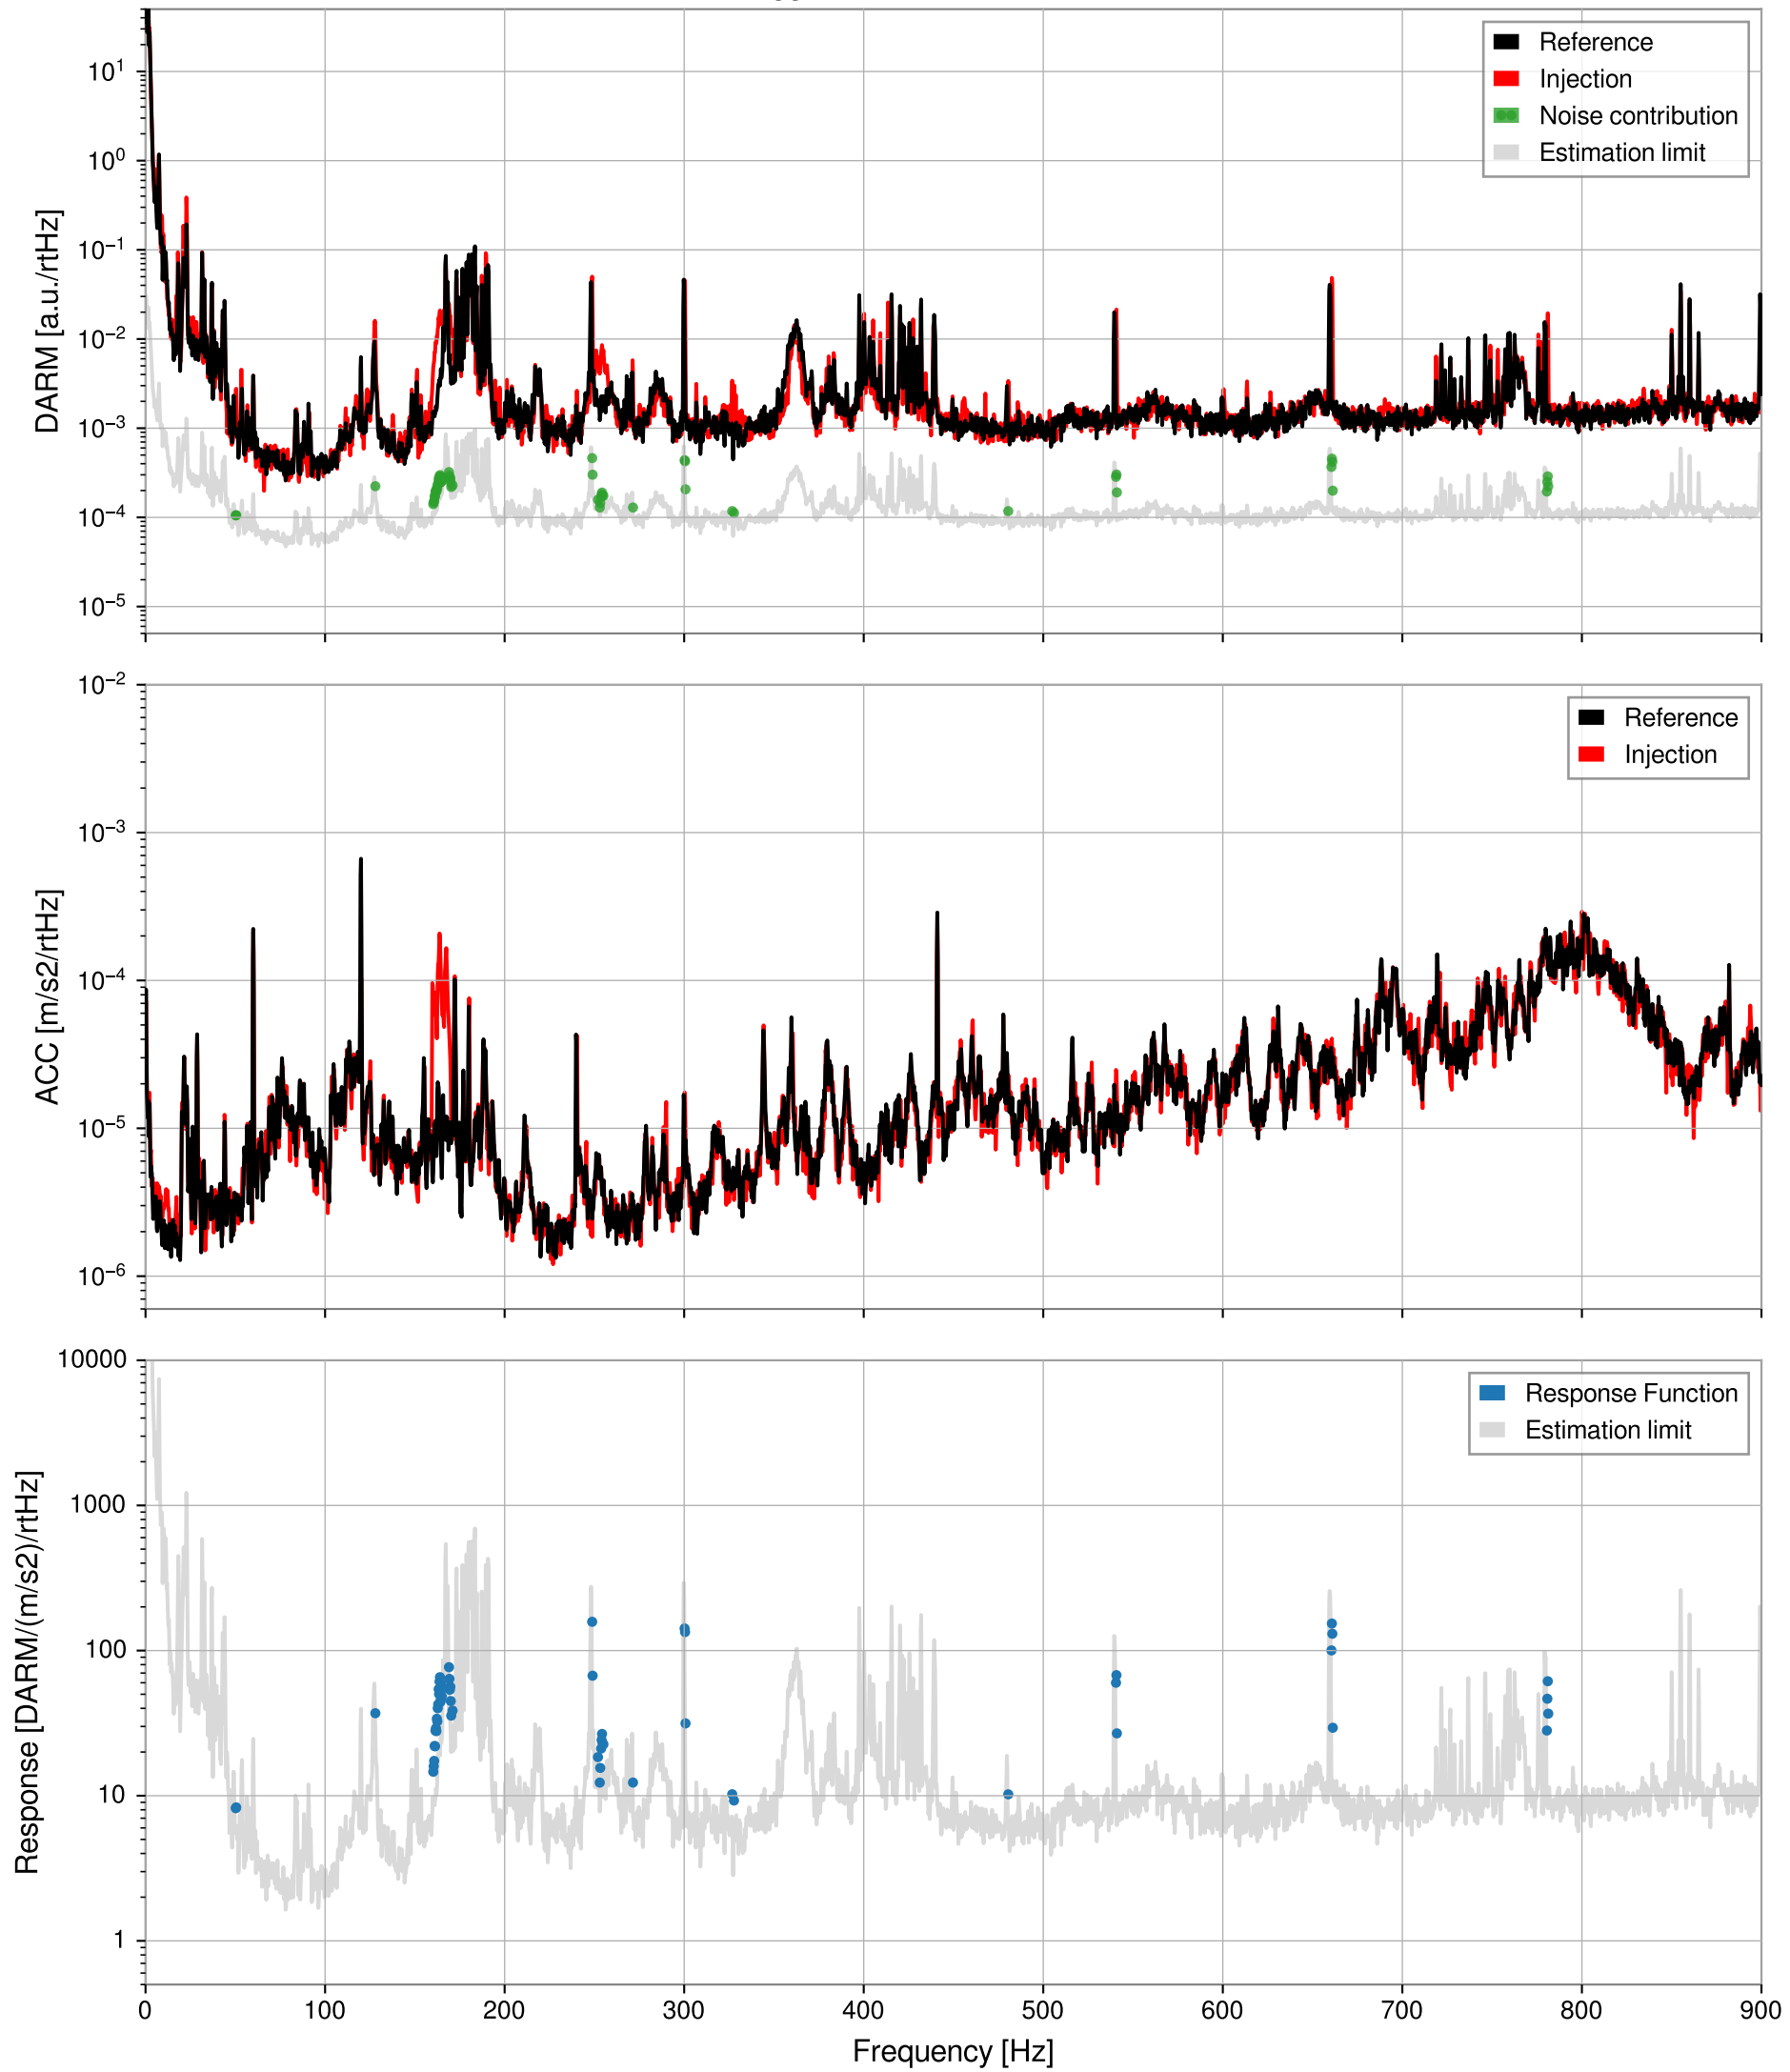 Reference
Injection
Noise contribution
Estimation limit
DARM [a.u./rtHz]
10¹
10⁰
10⁻¹
10⁻²
10⁻³
10⁻⁴
10⁻⁵
Reference
Injection
ACC [m/s2/rtHz]
10⁻²
10⁻³
10⁻⁴
10⁻⁵
10⁻⁶
Response Function
Estimation limit
Response [DARM/(m/s2)/rtHz]
10000
1000
100
10
1
0 100 200 300 400 500 600 700 800 900
Frequency [Hz]